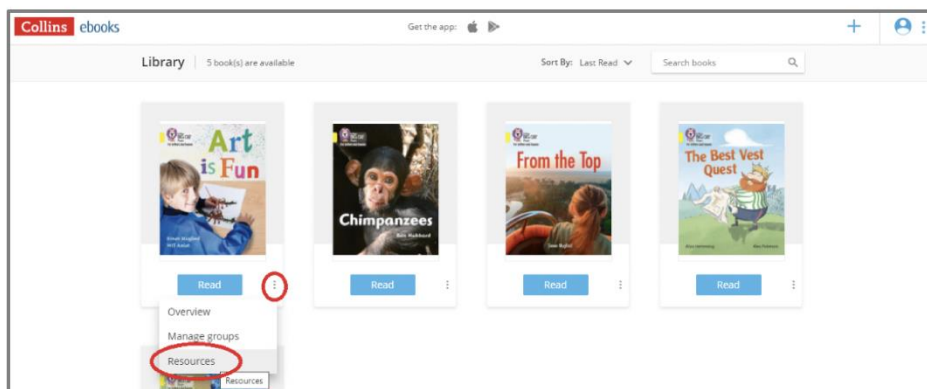 Collins ebooks
Get the app:
Library
5 book(s) are available
Sort By: Last Read
Search books
Art is Fun
Chimpanzees
From the Top
The Best Vest Quest
Read
Read
Read
Read
Overview
Manage groups
Resources
Resources